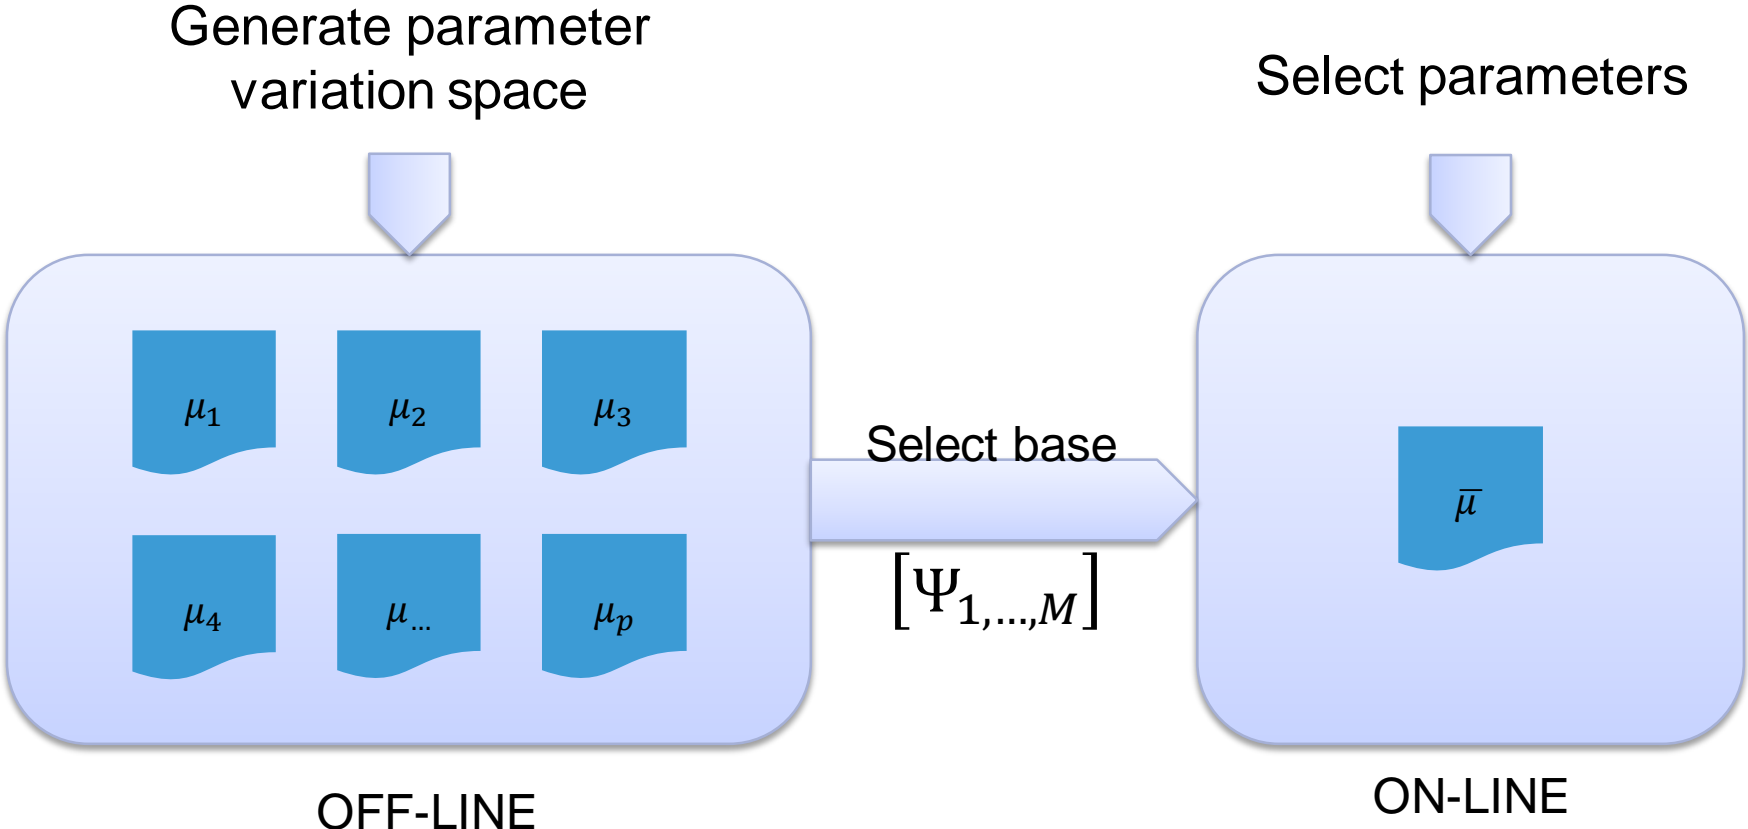 Generate parameter
variation space
Select parameters
μ₁ μ₂ μ₃
Select base
μ̅
[Ψ₁,…,M]
μ₄ μ… μₚ
OFF-LINE
ON-LINE